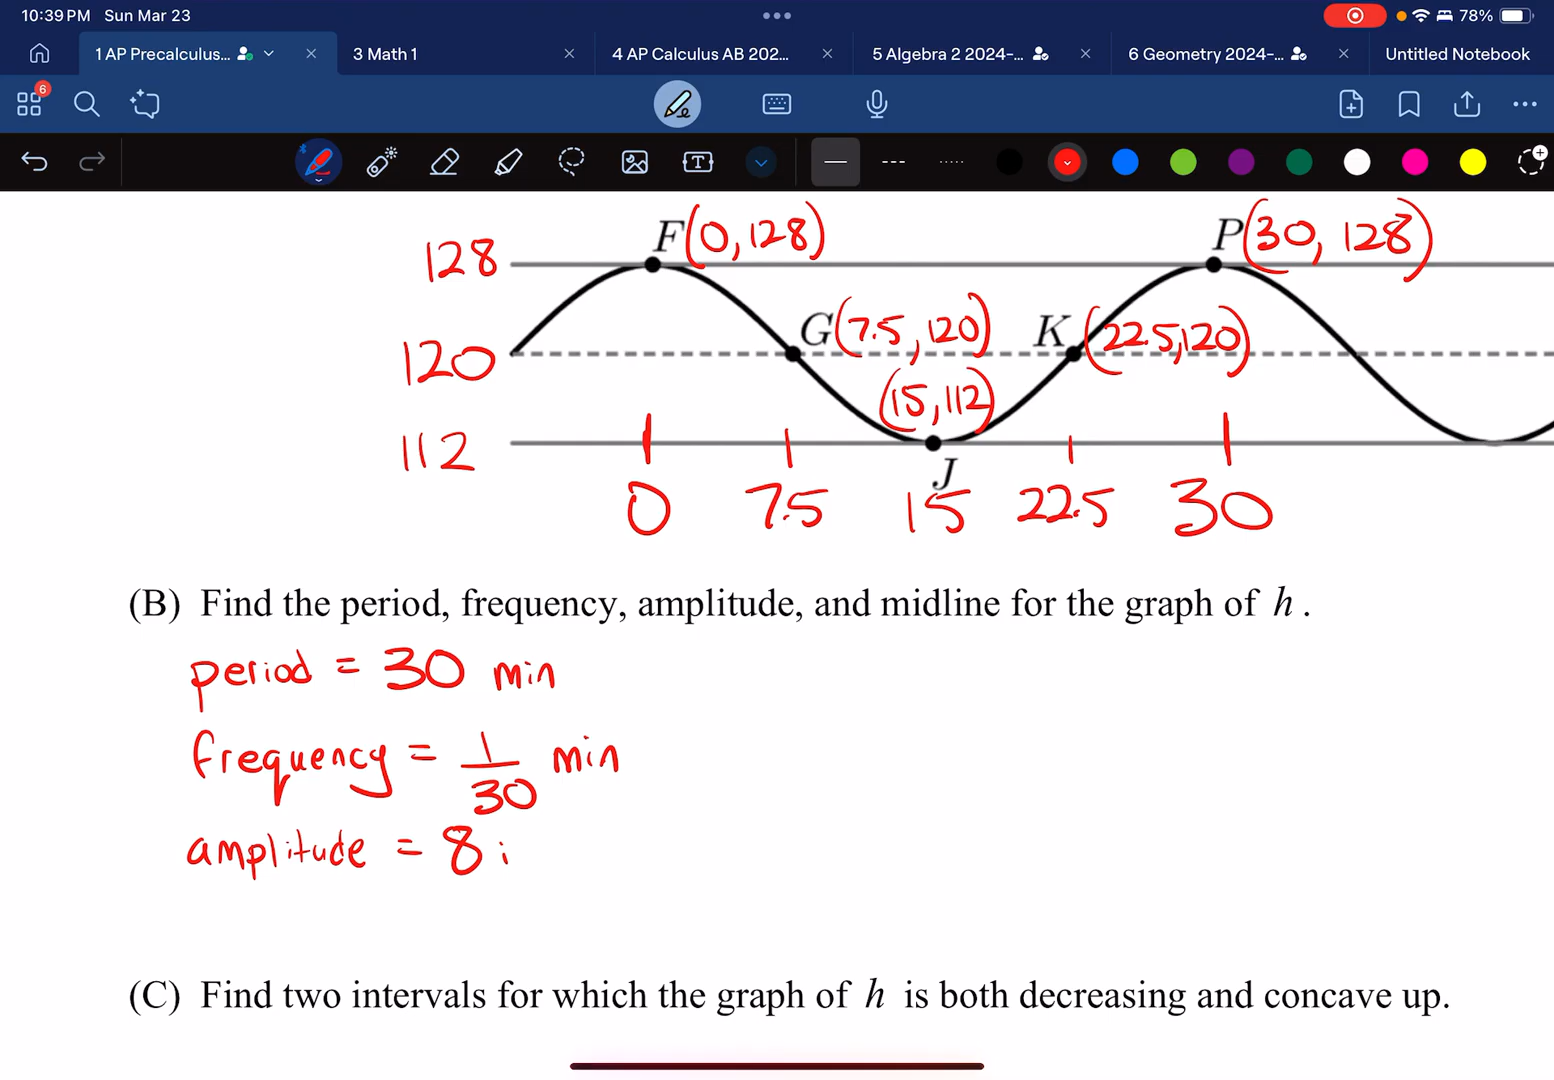 10:39 PM Sun Mar 23 78%
1 AP Precalculus... 3 Math 1 4 AP Calculus AB 202... 5 Algebra 2 2024-... 6 Geometry 2024-... Untitled Notebook
6
T
F(0,128) P(30, 128)
128
G(7.5, 120) K(22.5,120)
120
(15,112)
112
J
0 7.5 15 22.5 30
(B) Find the period, frequency, amplitude, and midline for the graph of h.
period = 30 min
frequency = 1/30 min
amplitude = 8 i
(C) Find two intervals for which the graph of h is both decreasing and concave up.